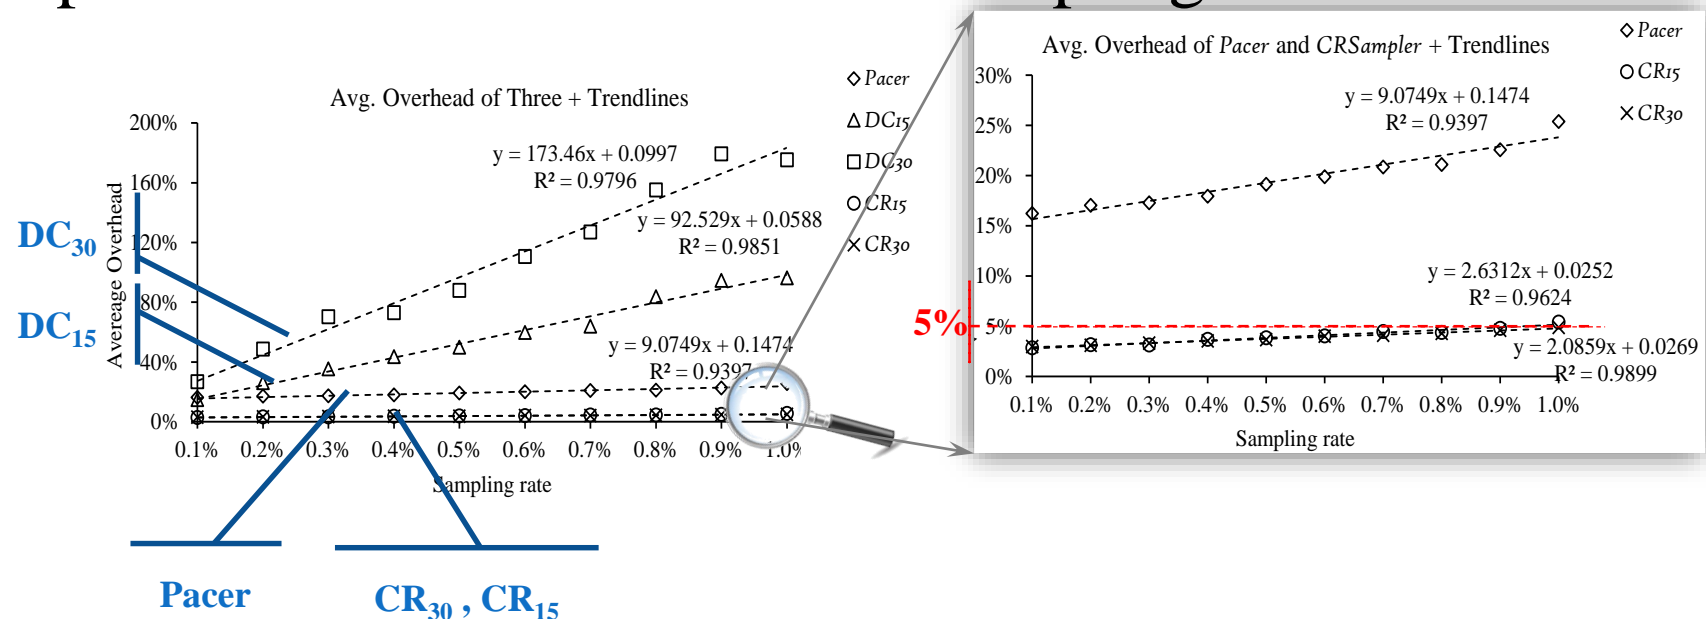 Avg. Overhead of Three + Trendlines
Pacer
DC15
DC30
CR15
CR30
200%
160%
120%
80%
40%
0%
Avereage Overhead
y = 173.46x + 0.0997
R² = 0.9796
y = 92.529x + 0.0588
R² = 0.9851
y = 9.0749x + 0.1474
R² = 0.9397
0.1% 0.2% 0.3% 0.4% 0.5% 0.6% 0.7% 0.8% 0.9% 1.0%
Sampling rate
DC30
DC15
Pacer
CR30 , CR15
Avg. Overhead of Pacer and CRSampler + Trendlines
Pacer
CR15
CR30
30%
25%
20%
15%
10%
5%
0%
5%
y = 9.0749x + 0.1474
R² = 0.9397
y = 2.6312x + 0.0252
R² = 0.9624
y = 2.0859x + 0.0269
R² = 0.9899
0.1% 0.2% 0.3% 0.4% 0.5% 0.6% 0.7% 0.8% 0.9% 1.0%
Sampling rate